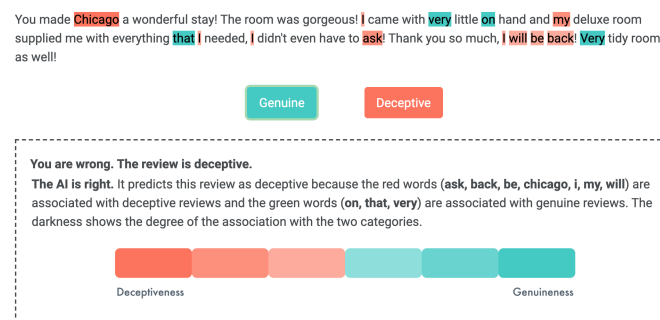 You made Chicago a wonderful stay! The room was gorgeous! I came with very little on hand and my deluxe room
supplied me with everything that I needed, I didn't even have to ask! Thank you so much, I will be back! Very tidy room
as well!
Genuine Deceptive
You are wrong. The review is deceptive.
The AI is right. It predicts this review as deceptive because the red words (ask, back, be, chicago, i, my, will) are
associated with deceptive reviews and the green words (on, that, very) are associated with genuine reviews. The
darkness shows the degree of the association with the two categories.
Deceptiveness Genuineness